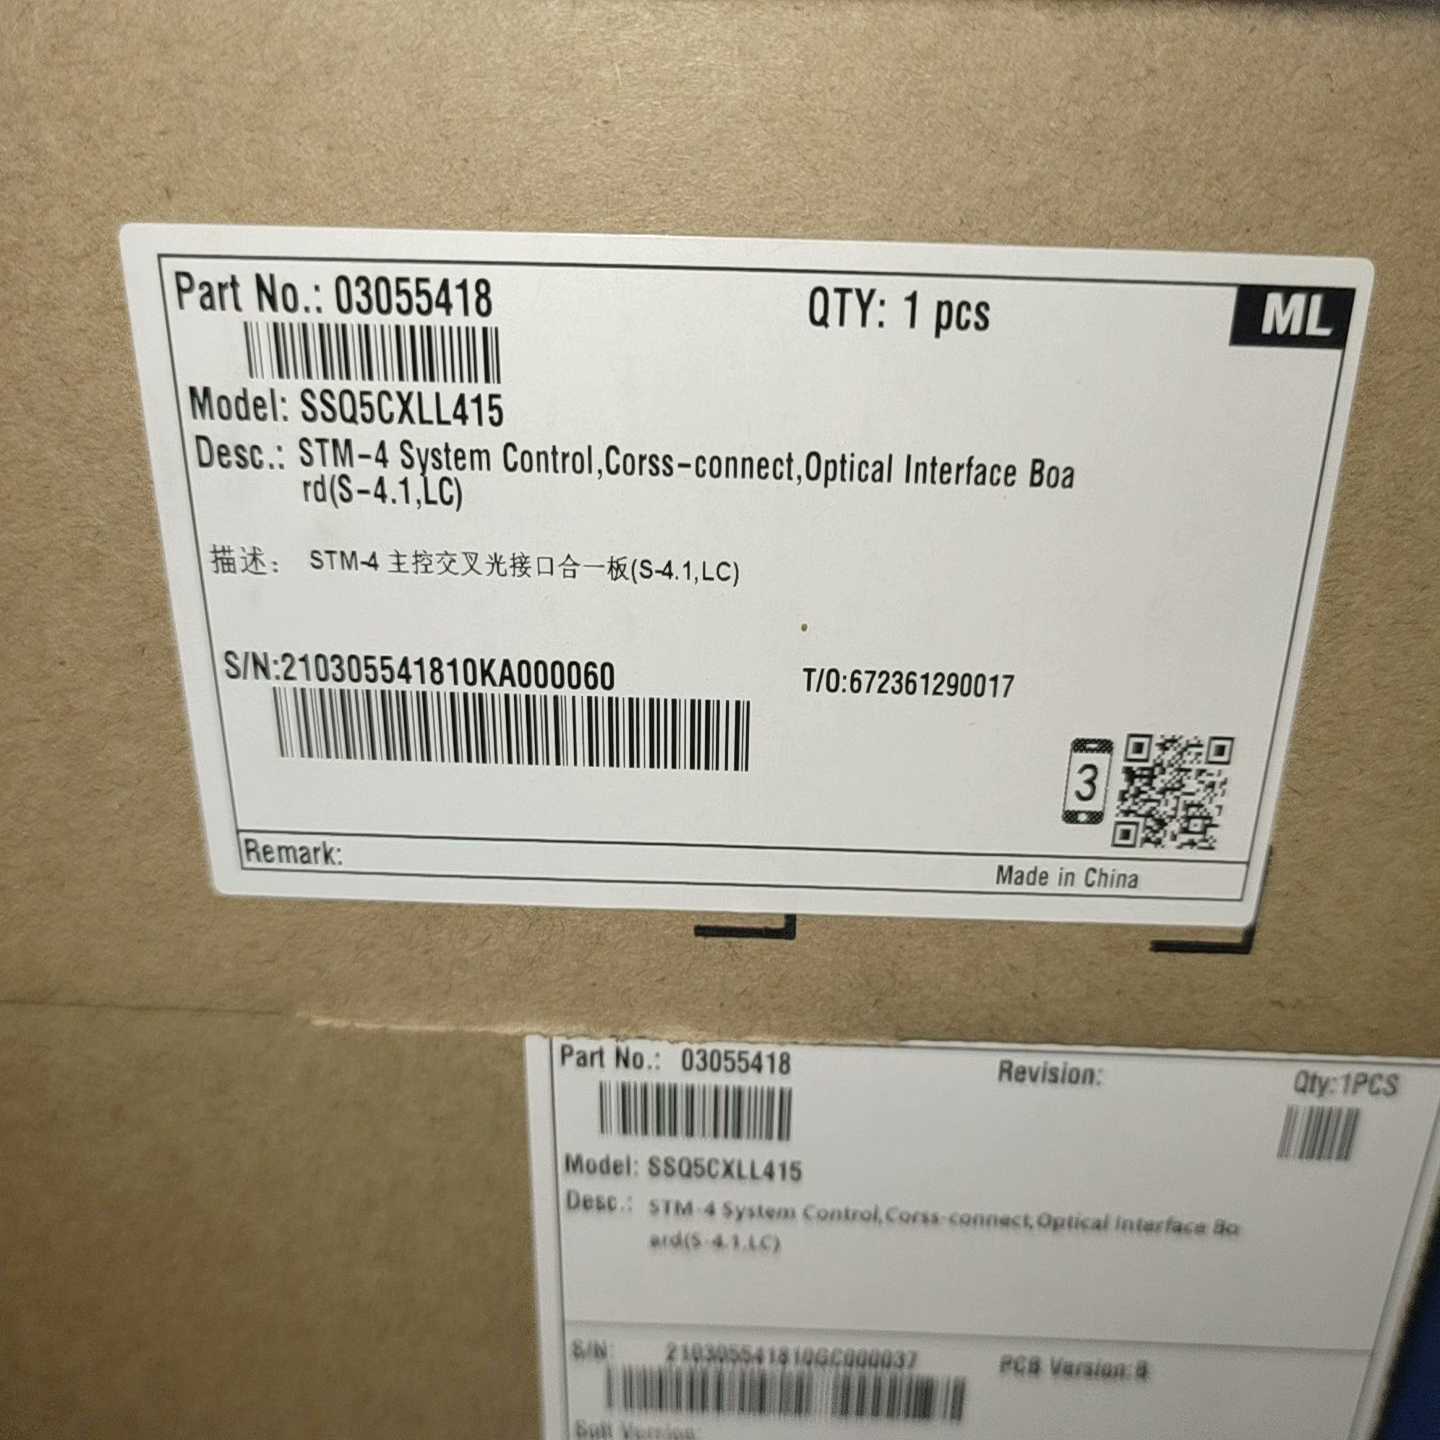 Part No.: 03055418 QTY: 1 pcs ML
Model: SSQ5CXLL415
Desc.: STM-4 System Control,Corss-connect,Optical Interface Boa
rd(S-4.1,LC)
描述: STM-4 主控交叉光接口合一板(S-4.1,LC)
S/N:210305541810KA000060 T/O:672361290017
3
Remark:
Made in China
Part No.: 03055418 Revision: Qty:1PCS
Model: SSQ5CXLL415
Desc.: STM-4 System Control,Corss-connect,Optical Interface Bo
ard(S-4.1,LC)
S/N: 210305541810GC000037 PCB Version:
Version: